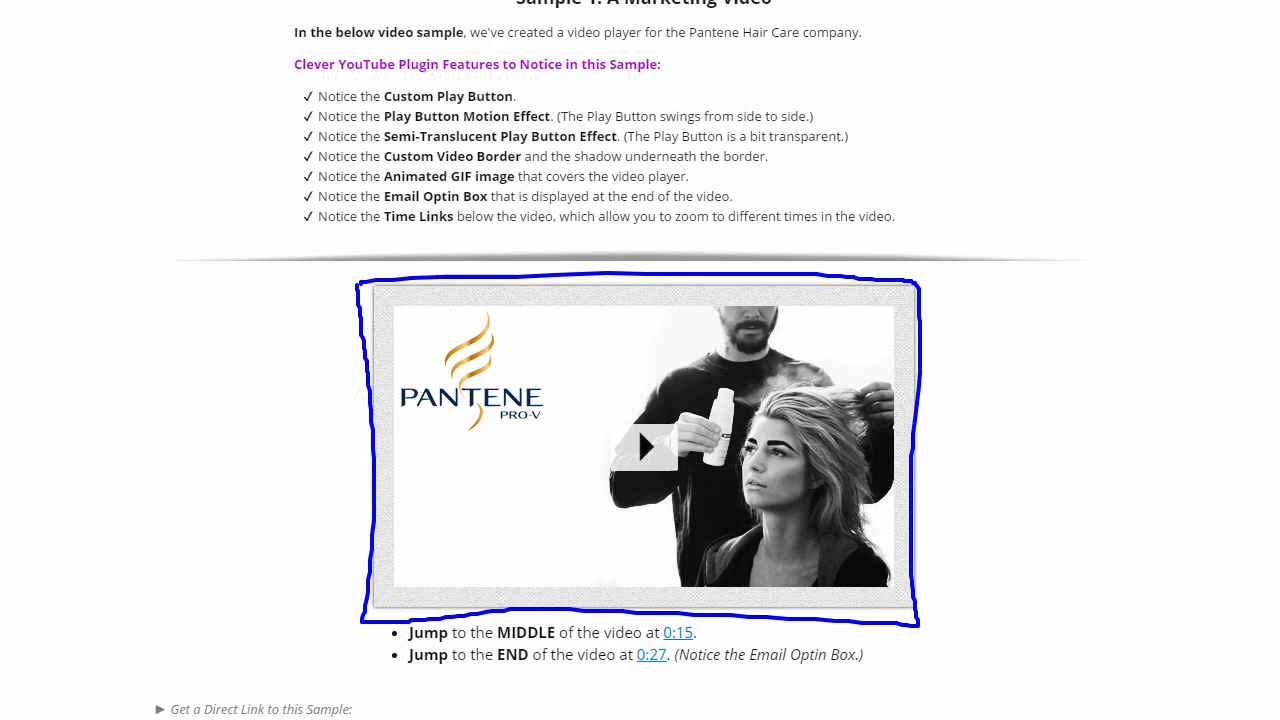 Sample 1: A Marketing Video
In the below video sample, we've created a video player for the Pantene Hair Care company.
Clever YouTube Plugin Features to Notice in this Sample:
✓ Notice the Custom Play Button.
✓ Notice the Play Button Motion Effect. (The Play Button swings from side to side.)
✓ Notice the Semi-Translucent Play Button Effect. (The Play Button is a bit transparent.)
✓ Notice the Custom Video Border and the shadow underneath the border.
✓ Notice the Animated GIF image that covers the video player.
✓ Notice the Email Optin Box that is displayed at the end of the video.
✓ Notice the Time Links below the video, which allow you to zoom to different times in the video.
PANTENE
PRO-V
• Jump to the MIDDLE of the video at 0:15.
• Jump to the END of the video at 0:27. (Notice the Email Optin Box.)
► Get a Direct Link to this Sample: